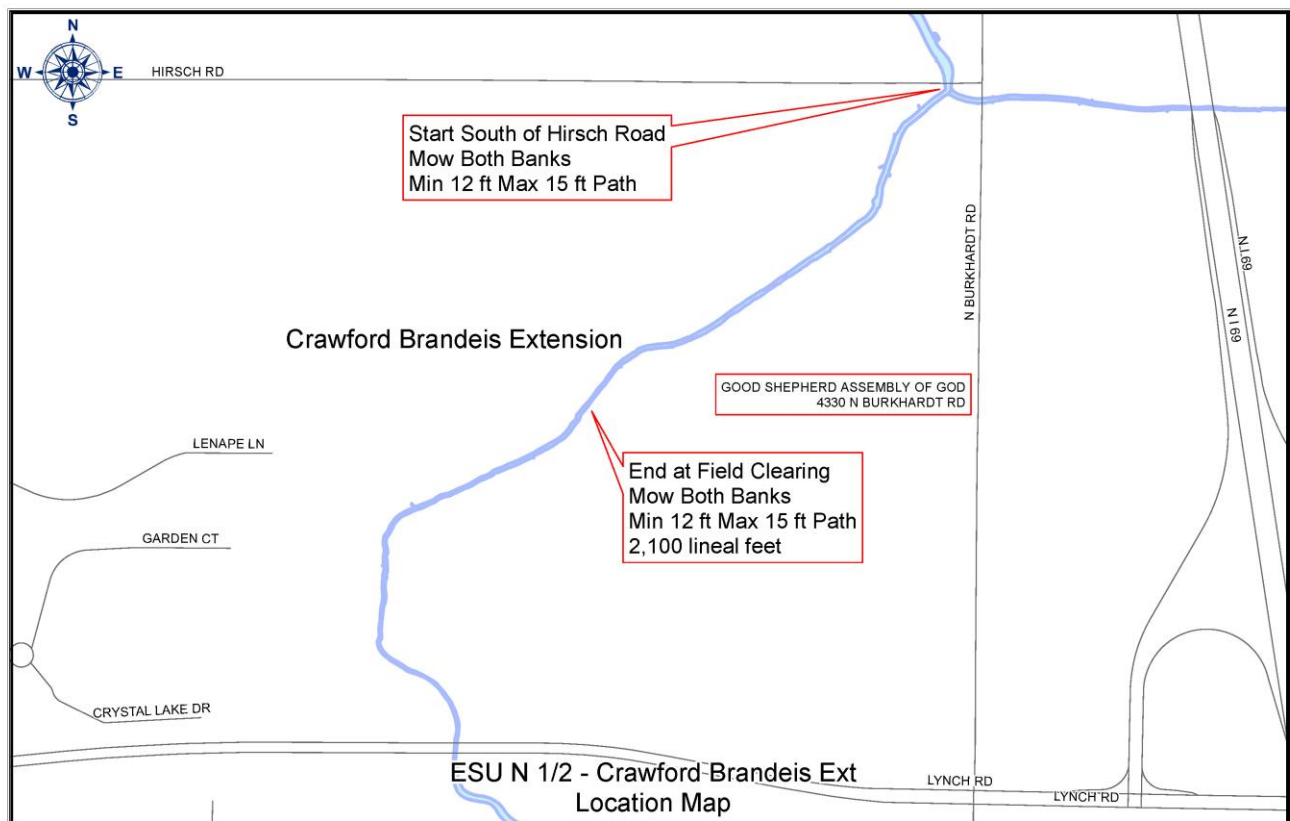 N
W
E
S
HIRSCH RD
Start South of Hirsch Road
Mow Both Banks
Min 12 ft Max 15 ft Path
N BURKHARDT RD
N I 69
N I 69
Crawford Brandeis Extension
GOOD SHEPHERD ASSEMBLY OF GOD
4330 N BURKHARDT RD
LENAPE LN
End at Field Clearing
Mow Both Banks
Min 12 ft Max 15 ft Path
2,100 lineal feet
GARDEN CT
CRYSTAL LAKE DR
ESU N 1/2 - Crawford Brandeis Ext
Location Map
LYNCH RD
LYNCH RD